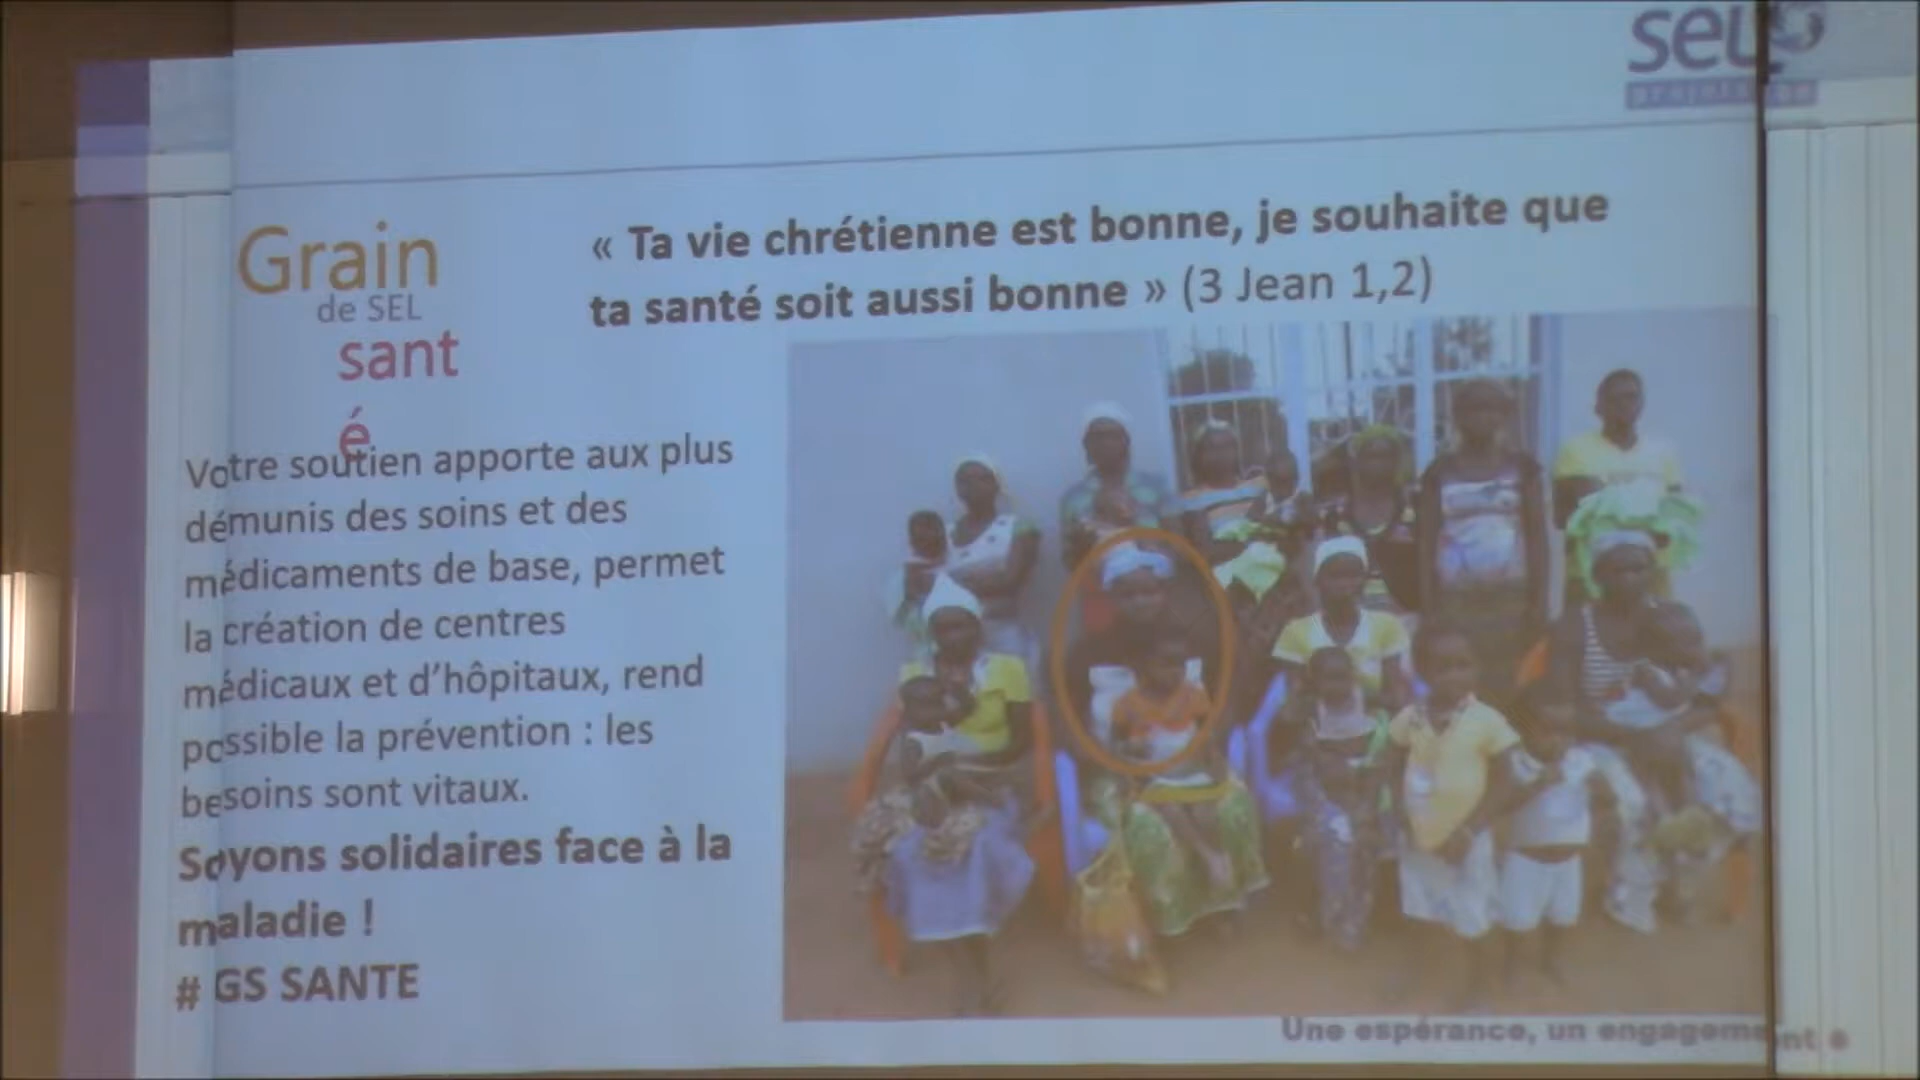 SEL
projets
Grain
de SEL
sant
é
« Ta vie chrétienne est bonne, je souhaite que
ta santé soit aussi bonne » (3 Jean 1,2)
Votre soutien apporte aux plus
démunis des soins et des
médicaments de base, permet
la création de centres
médicaux et d'hôpitaux, rend
possible la prévention : les
besoins sont vitaux.
Soyons solidaires face à la
maladie !
# GS SANTE
Une espérance, un engagement